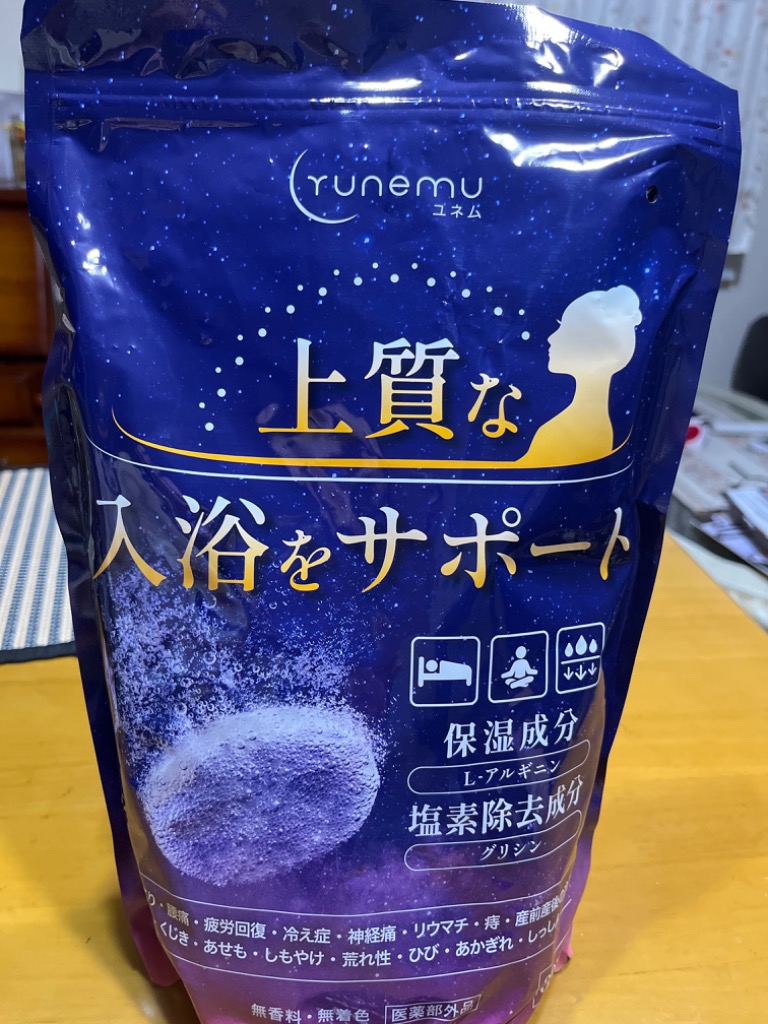 Yunemu
ユネム
上質な
入浴をサポート
保湿成分
L-アルギニン
塩素除去成分
グリシン
り・腰痛・疲労回復・冷え症・神経痛・リウマチ・痔・産前産後の
くじき・あせも・しもやけ・荒れ性・ひび・あかぎれ・しっし
無香料・無着色 医薬部外品